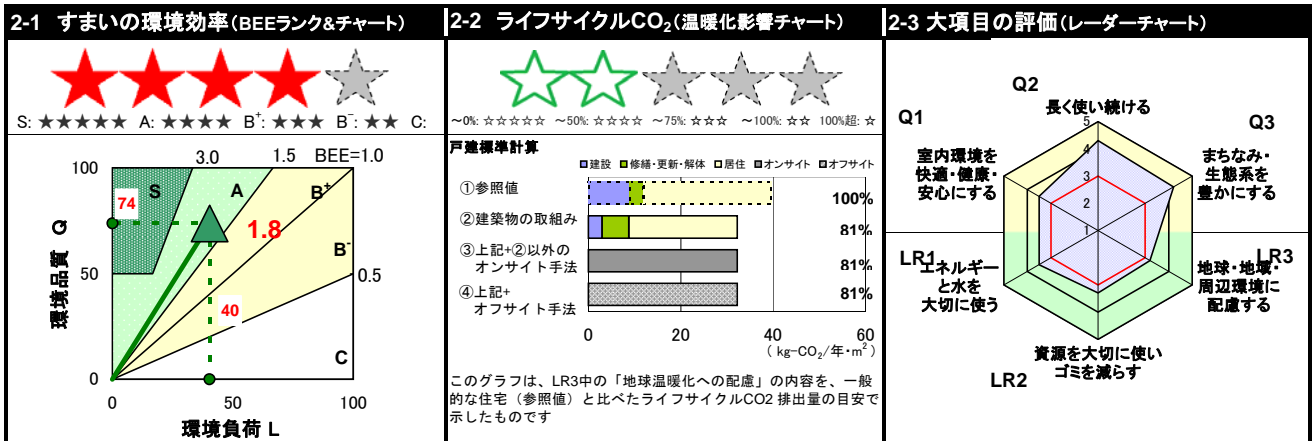 2-1 すまいの環境効率(BEEランク&チャート)
S: ★★★★★ A: ★★★★ B+: ★★★ B-: ★★ C:
3.0 1.5 BEE=1.0
100
S
A
B+
74
1.8
B-
50
0.5
40
C
0
0 50 100
環境品質 Q
環境負荷 L
2-2 ライフサイクルCO2(温暖化影響チャート)
～0%: ☆☆☆☆☆ ～50%: ☆☆☆☆ ～75%: ☆☆☆ ～100%: ☆☆ 100%超: ☆
戸建標準計算
建設 修繕・更新・解体 居住 オンサイト オフサイト
①参照値 100%
②建築物の取組み 81%
③上記+②以外の
オンサイト手法 81%
④上記+
オフサイト手法 81%
0 20 40 60
( kg-CO2/年・m2 )
このグラフは、LR3中の「地球温暖化への配慮」の内容を、一般
的な住宅（参照値）と比べたライフサイクルCO2 排出量の目安で
示したものです
2-3 大項目の評価(レーダーチャート)
Q2
長く使い続ける
Q1
室内環境を
快適・健康・
安心にする
Q3
まちなみ・
生態系を
豊かにする
5
4
3
2
1
LR1
エネルギー
と水を
大切に使う
LR3
地球・地域・
周辺環境に
配慮する
資源を大切に使い
ゴミを減らす
LR2